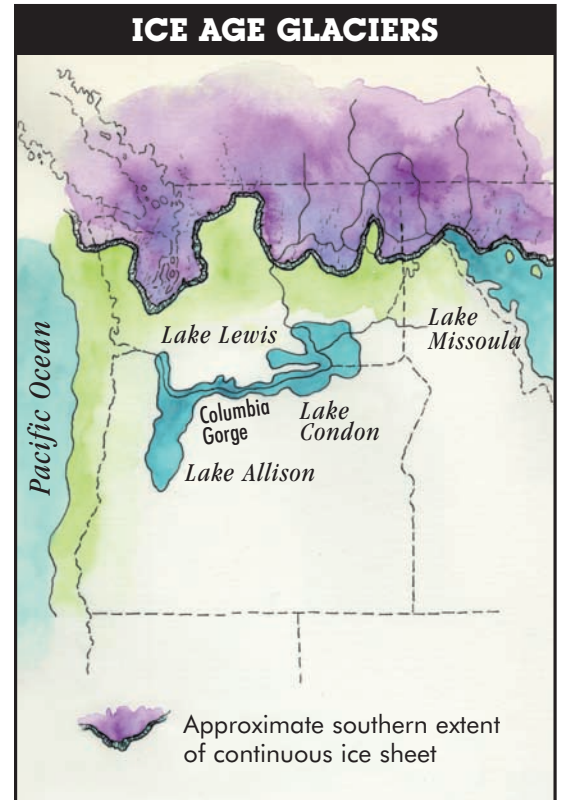 ICE AGE GLACIERS
Pacific Ocean
Lake Lewis
Lake
Missoula
Columbia
Gorge
Lake
Condon
Lake Allison
Approximate southern extent
of continuous ice sheet